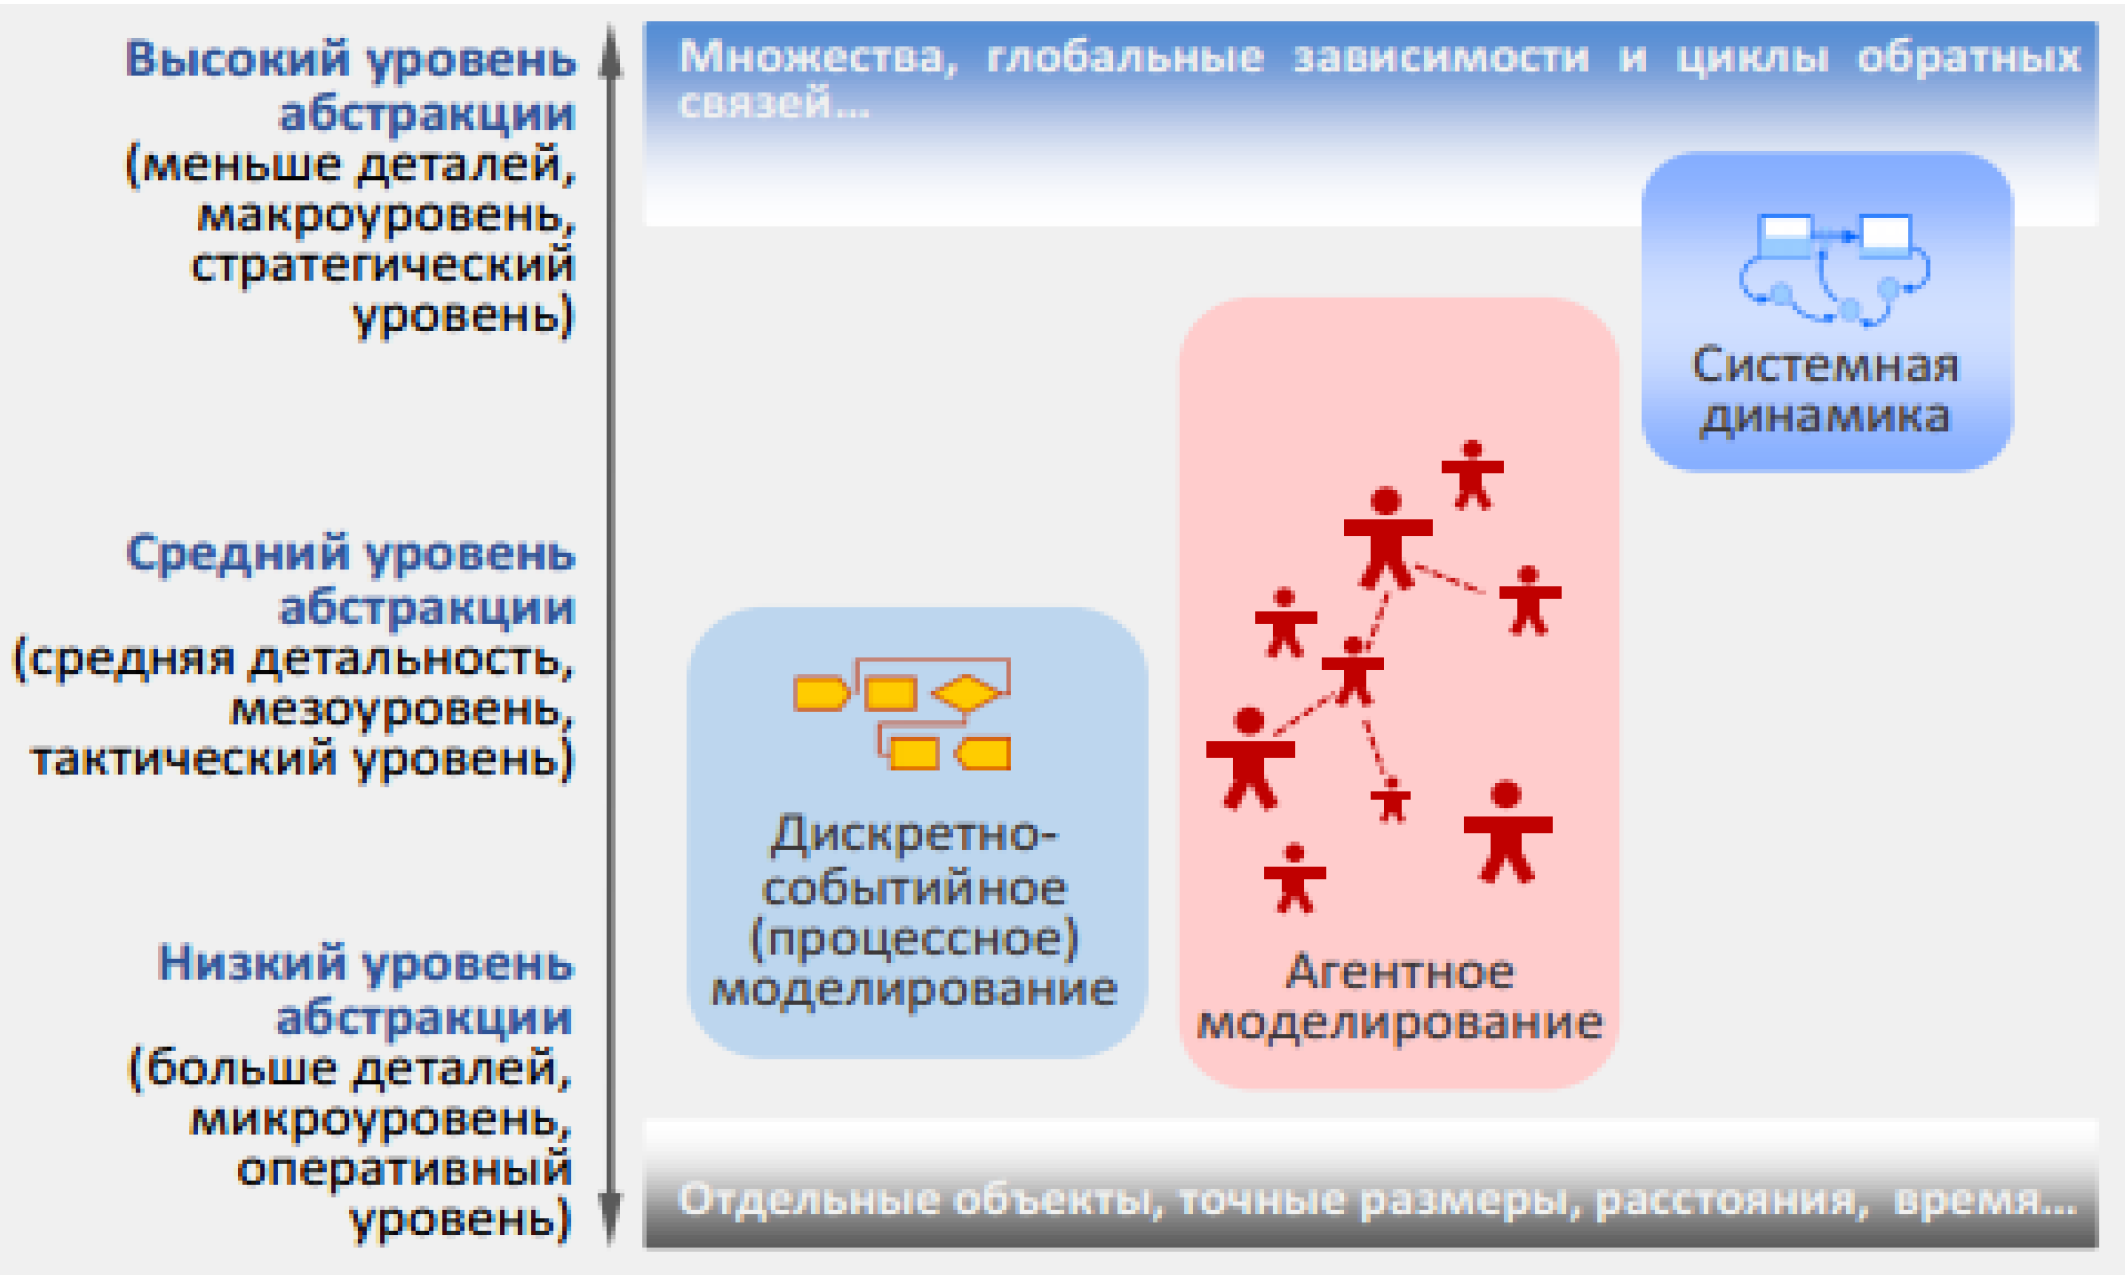 Высокий уровень
абстракции
(меньше деталей,
макроуровень,
стратегический
уровень)
Множества, глобальные зависимости и циклы обратных
связей...
Системная
динамика
Средний уровень
абстракции
(средняя детальность,
мезоуровень,
тактический уровень)
Дискретно-
событийное
(процессное)
моделирование
Агентное
моделирование
Низкий уровень
абстракции
(больше деталей,
микроуровень,
оперативный
уровень)
Отдельные объекты, точные размеры, расстояния, время...